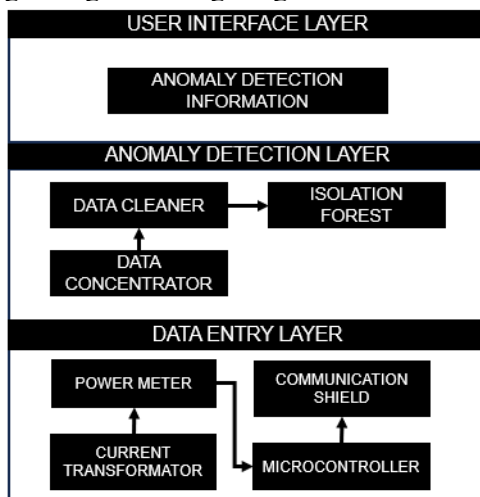 USER INTERFACE LAYER
ANOMALY DETECTION
INFORMATION
ANOMALY DETECTION LAYER
DATA CLEANER
ISOLATION
FOREST
DATA
CONCENTRATOR
DATA ENTRY LAYER
POWER METER
COMMUNICATION
SHIELD
CURRENT
TRANSFORMATOR
MICROCONTROLLER